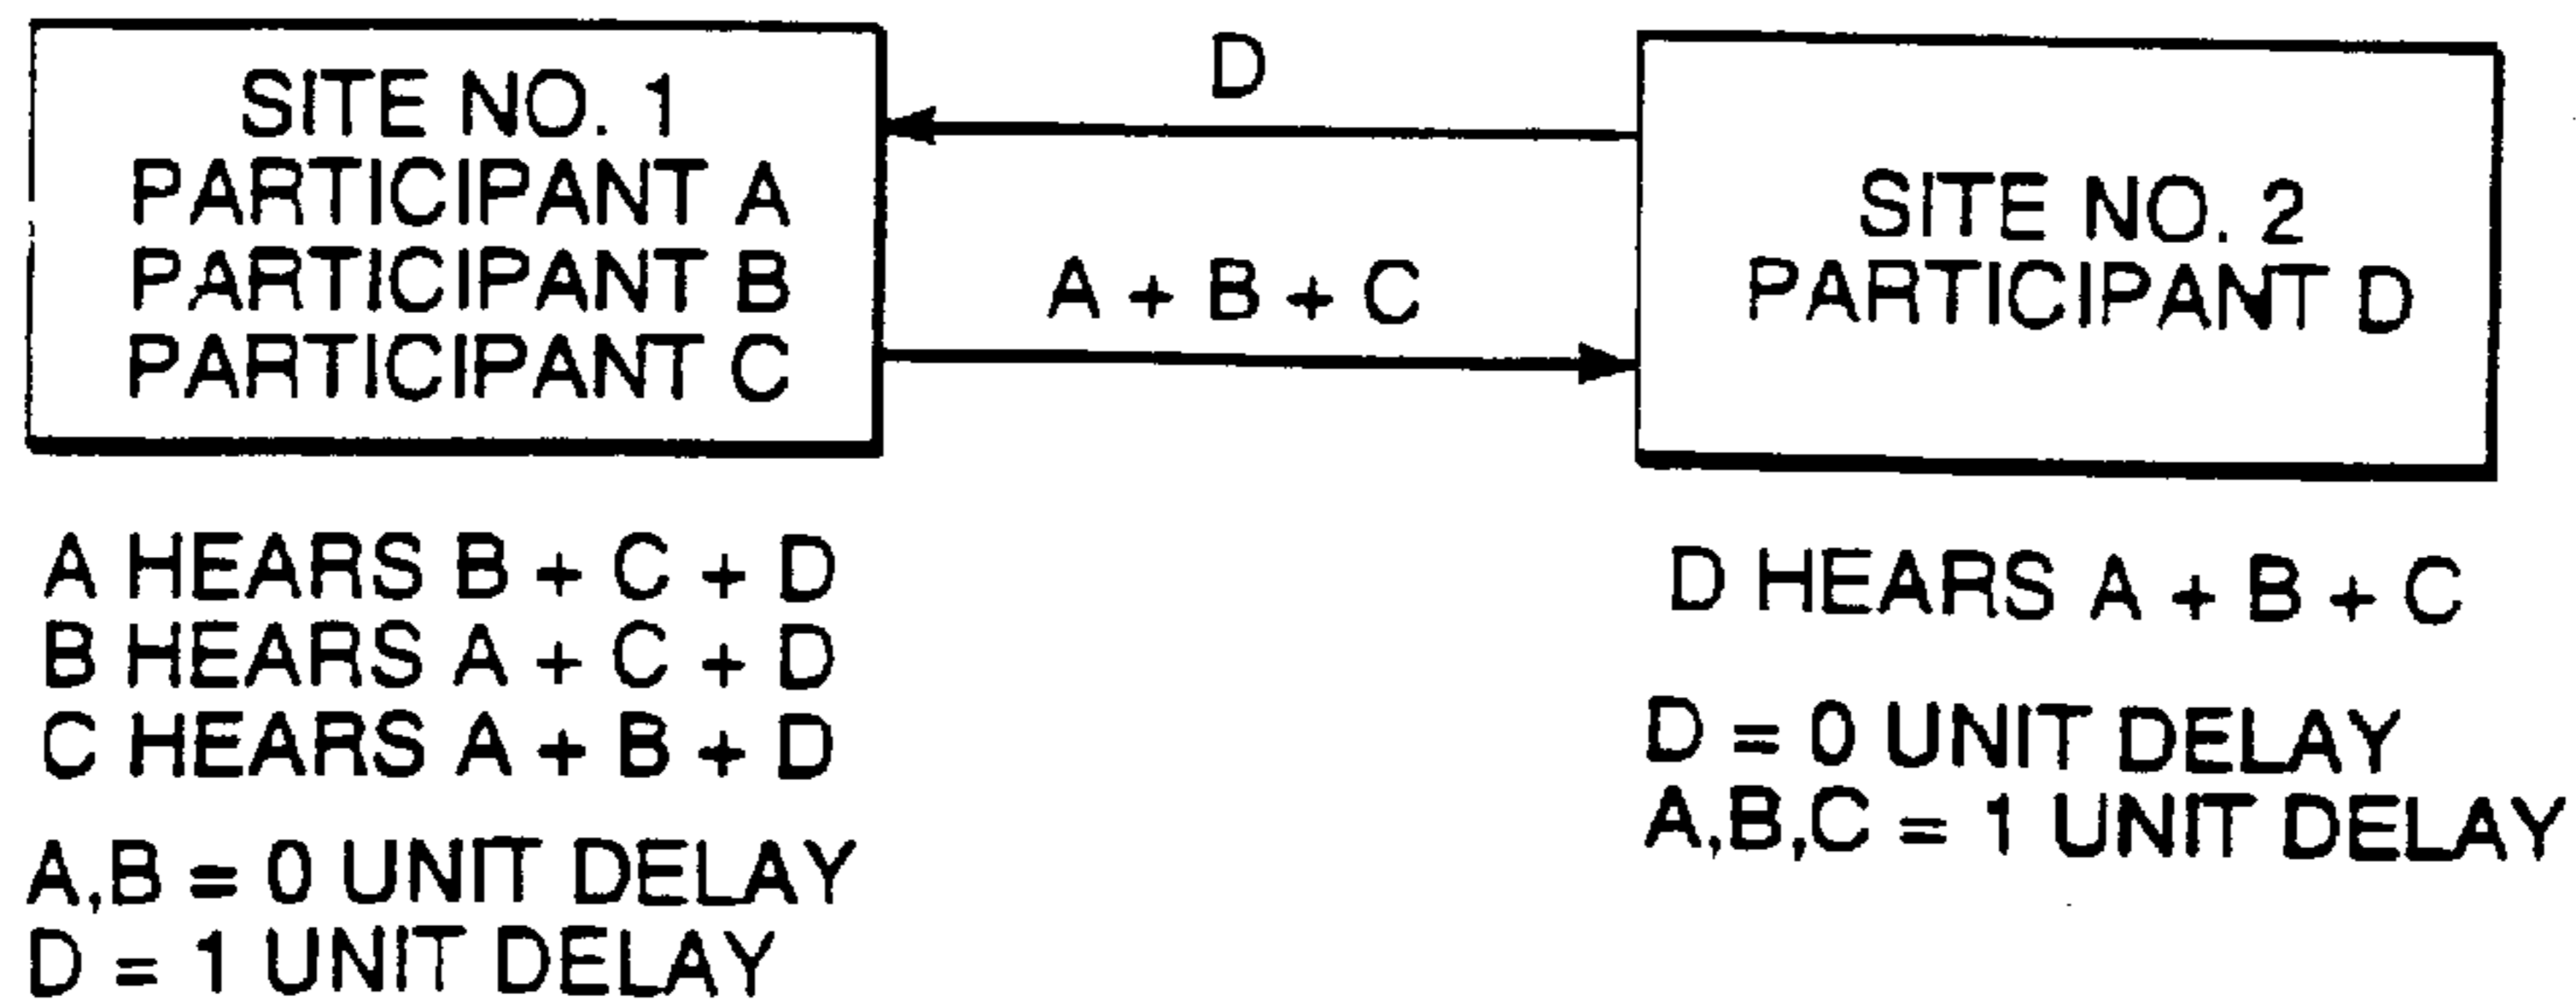 SITE NO. 1
PARTICIPANT A
PARTICIPANT B
PARTICIPANT C
D
A + B + C
SITE NO. 2
PARTICIPANT D
A HEARS B + C + D
B HEARS A + C + D
C HEARS A + B + D
A,B = 0 UNIT DELAY
D = 1 UNIT DELAY
D HEARS A + B + C
D = 0 UNIT DELAY
A,B,C = 1 UNIT DELAY